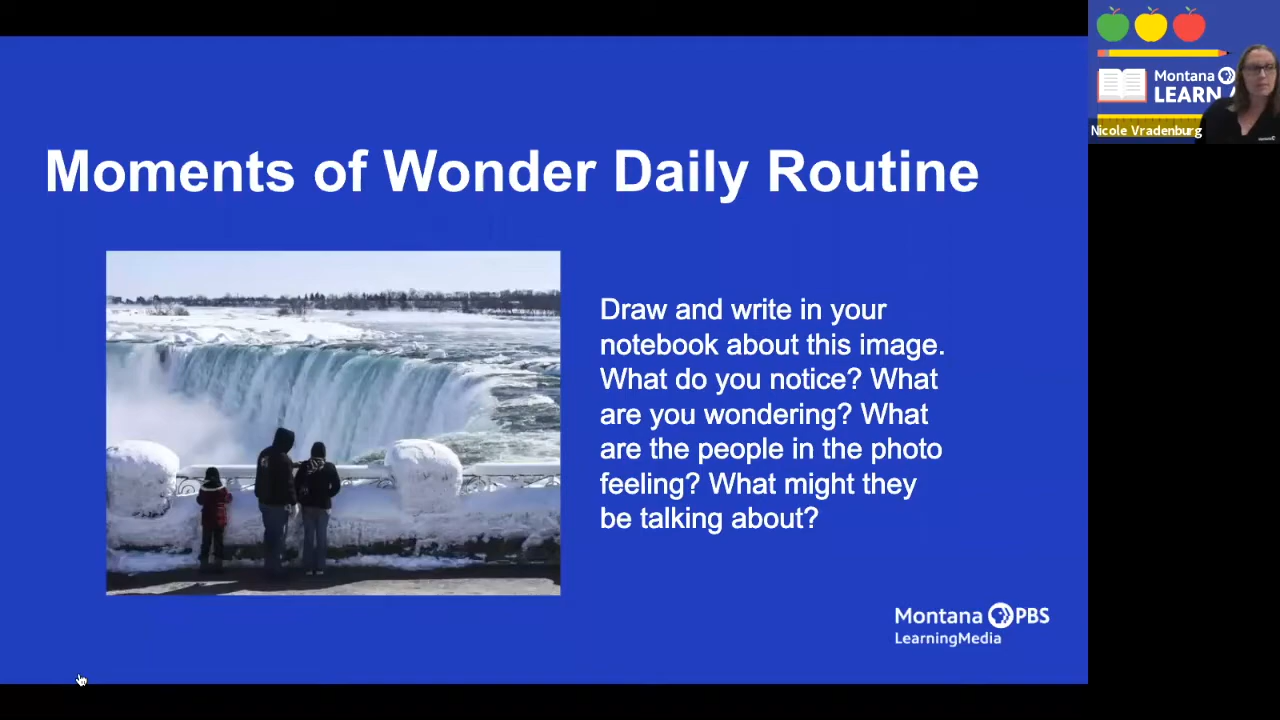 Moments of Wonder Daily Routine
Draw and write in your
notebook about this image.
What do you notice? What
are you wondering? What
are the people in the photo
feeling? What might they
be talking about?
Montana PBS
LearningMedia
Montana
LEARN
Nicole Vradenburg